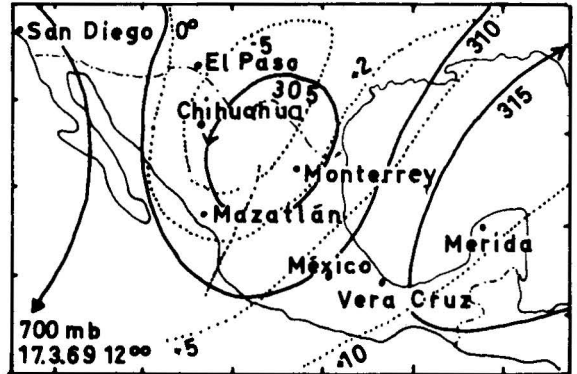 San Diego
0°
-5
El Paso
305
Chihuahua
2
310
315
Monterrey
Mazatlán
México
Vera Cruz
Merida
5
10
700 mb
17.3.69 12°°